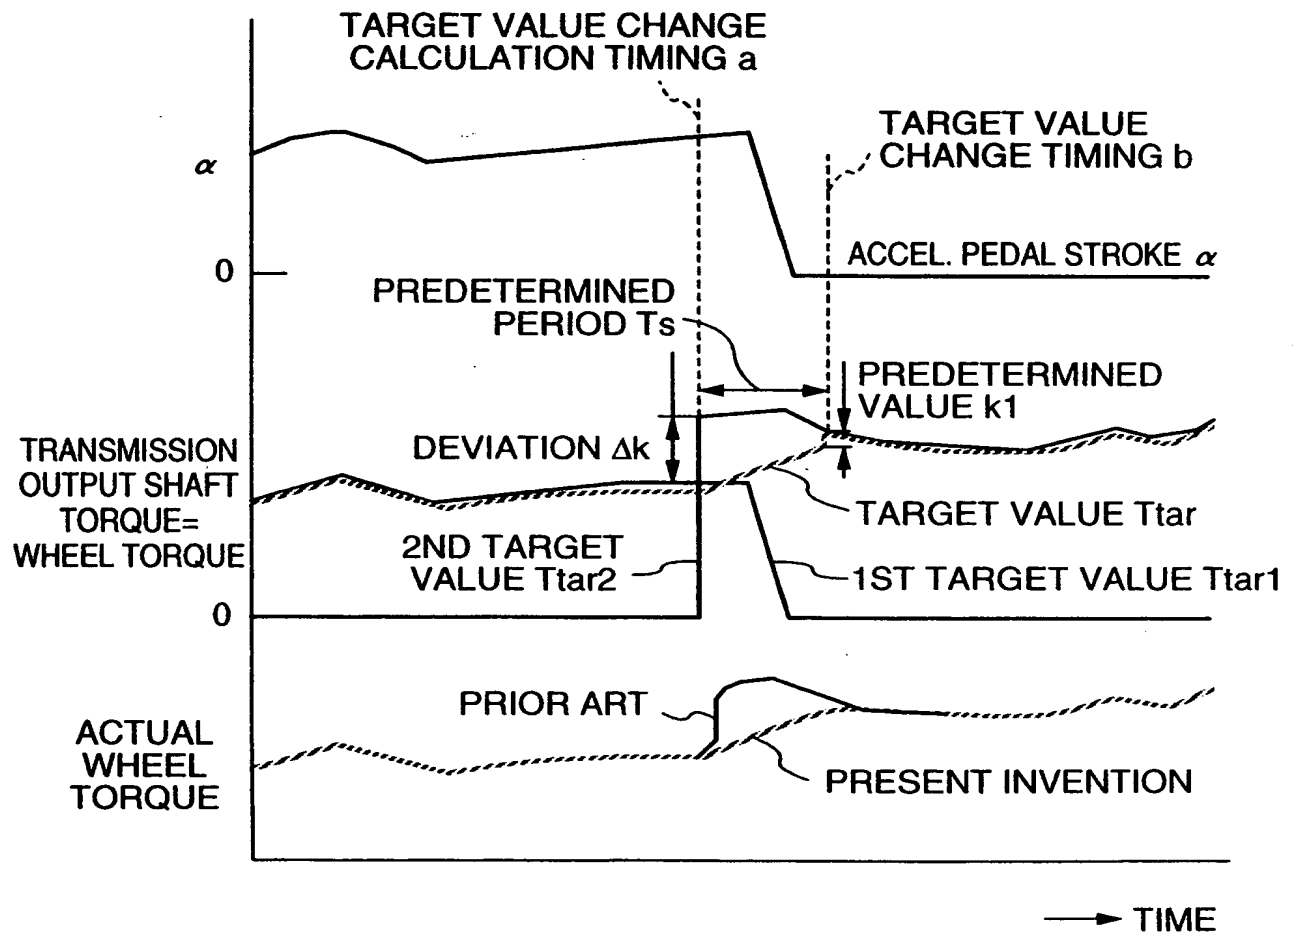 TARGET VALUE CHANGE
CALCULATION TIMING a
TARGET VALUE
CHANGE TIMING b
α
0
ACCEL. PEDAL STROKE α
PREDETERMINED
PERIOD Ts
PREDETERMINED
VALUE k1
DEVIATION Δk
TRANSMISSION
OUTPUT SHAFT
TORQUE=
WHEEL TORQUE
TARGET VALUE Ttar
2ND TARGET
VALUE Ttar2
1ST TARGET VALUE Ttar1
0
PRIOR ART
ACTUAL
WHEEL
TORQUE
PRESENT INVENTION
TIME